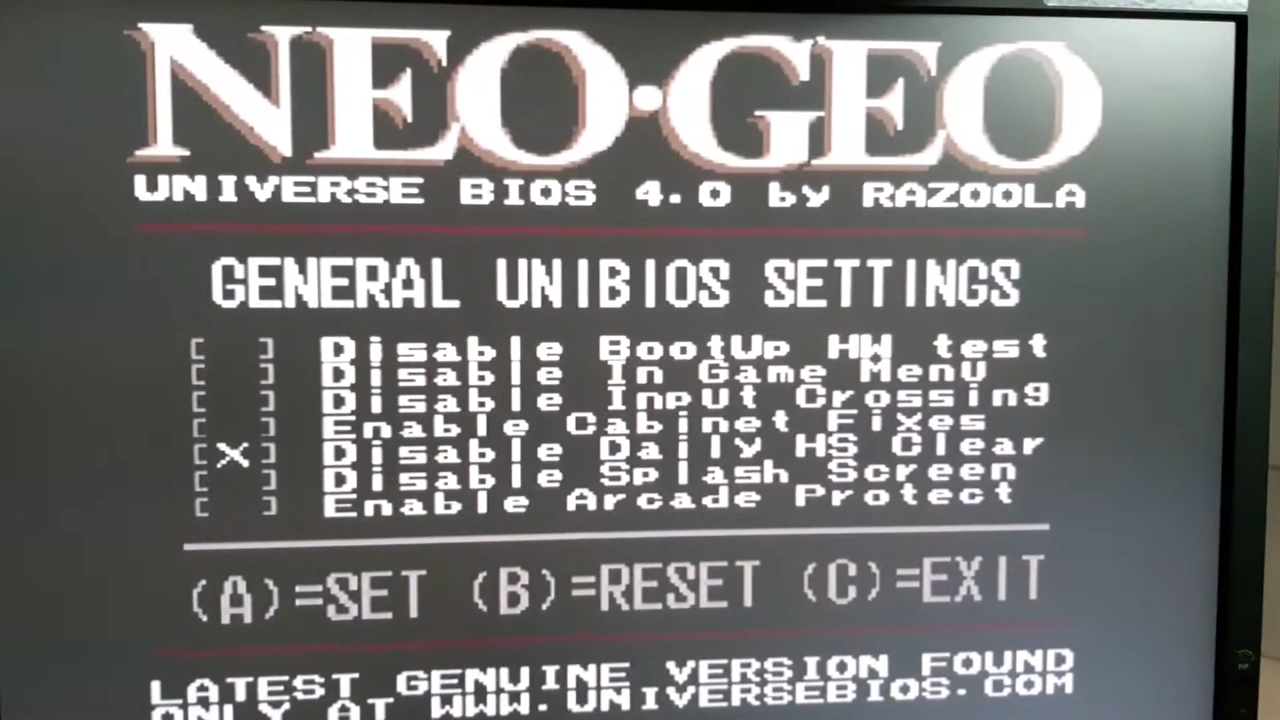 NEO·GEO
UNIVERSE BIOS 4.0 by RAZOOLA
GENERAL UNIBIOS SETTINGS
[ ] Disable BootUp HW test
[ ] Disable In Game Menu
[ ] Disable Input Crossing
[ ] Enable Cabinet Fixes
[X] Disable Daily HS Clear
[ ] Disable Splash Screen
[ ] Enable Arcade Protect
(A)=SET (B)=RESET (C)=EXIT
LATEST GENUINE VERSION FOUND
ONLY AT WWW.UNIVERSEBIOS.COM